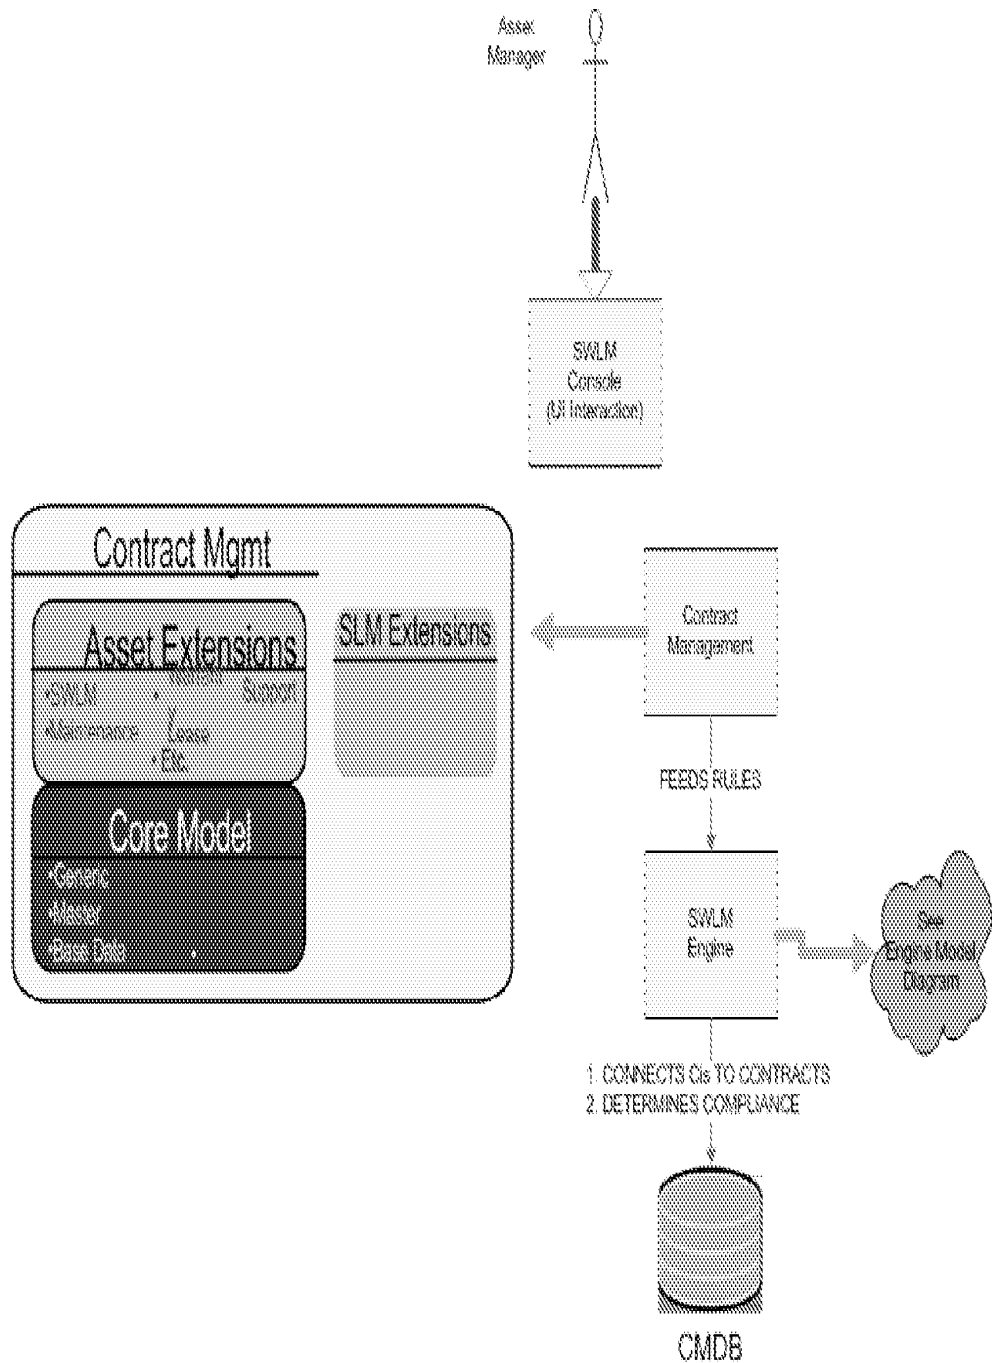 Asset
Manager
SWLM
Console
(UI Interaction)
Contract Mgmt
Asset Extensions
•SWLM
•Maintenance
•
Support
Lease
• Etc.
SLM Extensions
Core Model
•Generic
•Master
•Base Data
Contract
Management
FEEDS RULES
SWLM
Engine
See
Engine Model
Diagram
1. CONNECTS CIs TO CONTRACTS
2. DETERMINES COMPLIANCE
CMDB